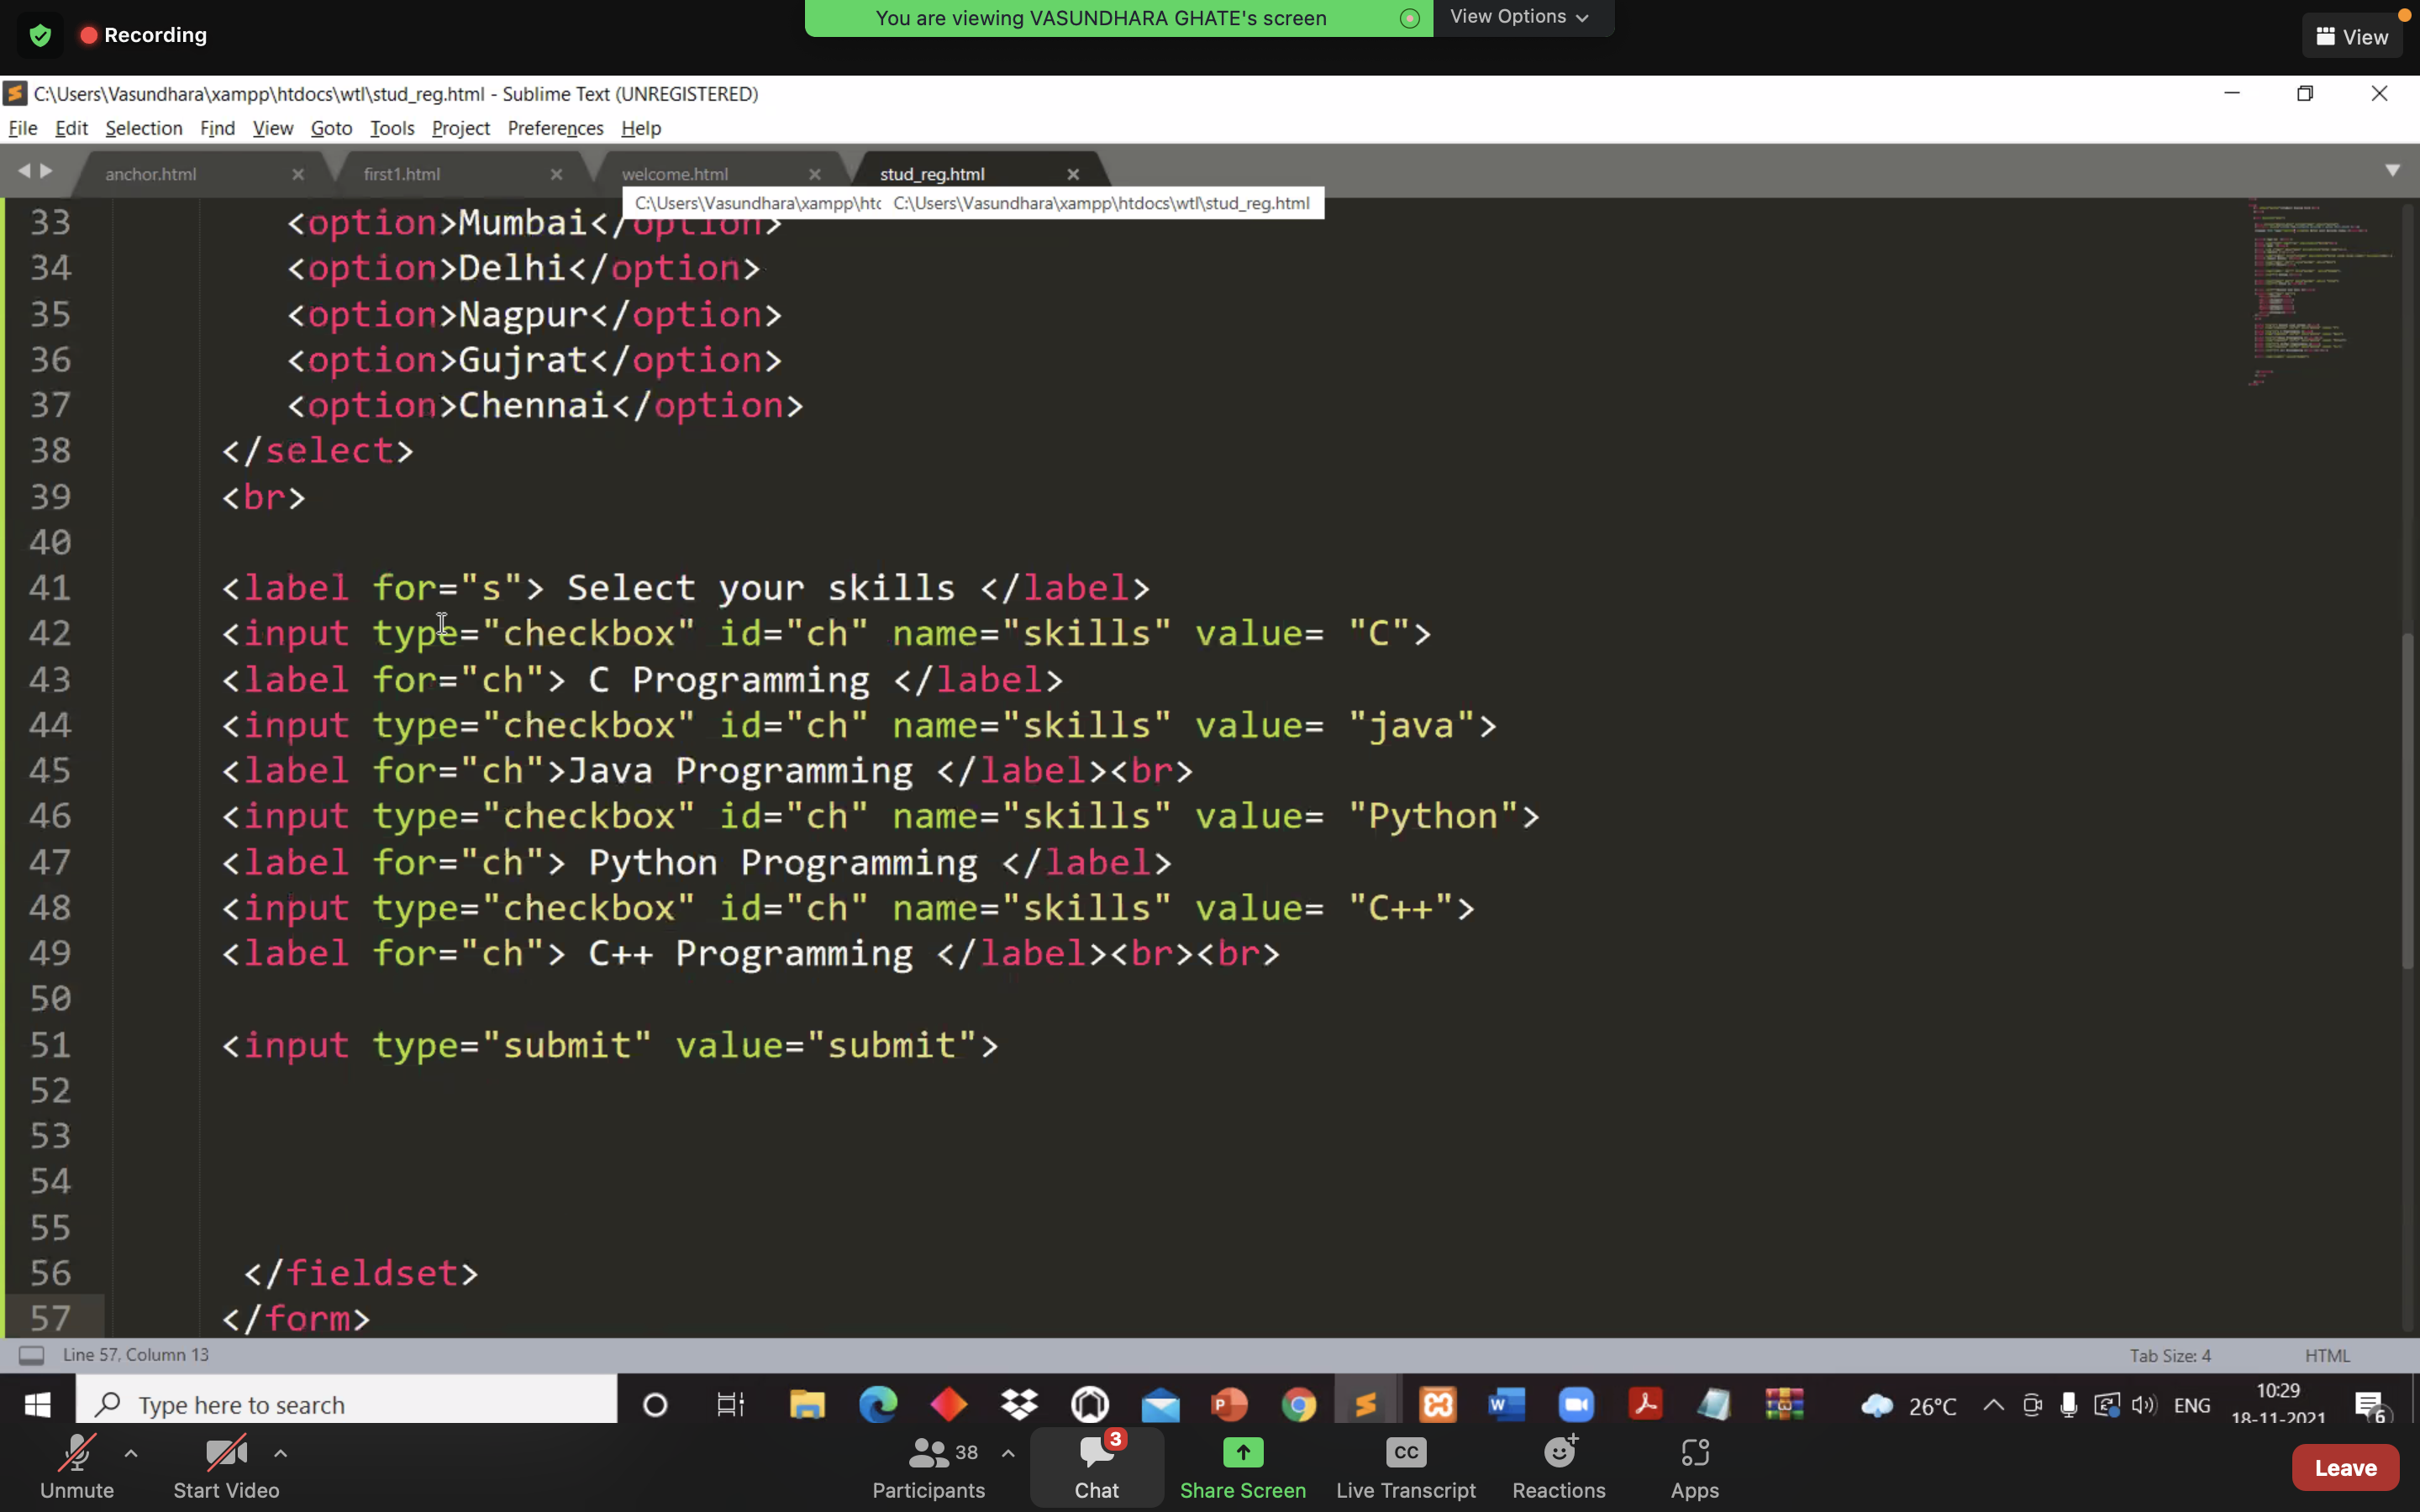 Recording
You are viewing VASUNDHARA GHATE's screen
View Options
View
C:\Users\Vasundhara\xampp\htdocs\wtl\stud_reg.html - Sublime Text (UNREGISTERED)
File Edit Selection Find View Goto Tools Project Preferences Help
anchor.html first1.html welcome.html stud_reg.html
C:\Users\Vasundhara\xampp\htc C:\Users\Vasundhara\xampp\htdocs\wtl\stud_reg.html
33 <option>Mumbai</option>
34 <option>Delhi</option>
35 <option>Nagpur</option>
36 <option>Gujrat</option>
37 <option>Chennai</option>
38 </select>
39 <br>
40
41 <label for="s"> Select your skills </label>
42 <input type="checkbox" id="ch" name="skills" value= "C">
43 <label for="ch"> C Programming </label>
44 <input type="checkbox" id="ch" name="skills" value= "java">
45 <label for="ch">Java Programming </label><br>
46 <input type="checkbox" id="ch" name="skills" value= "Python">
47 <label for="ch"> Python Programming </label>
48 <input type="checkbox" id="ch" name="skills" value= "C++">
49 <label for="ch"> C++ Programming </label><br><br>
50
51 <input type="submit" value="submit">
52
53
54
55
56 </fieldset>
57 </form>
Line 57, Column 13 Tab Size: 4 HTML
Type here to search
26°C ENG 10:29
18-11-2021
6
Unmute Start Video 38 Participants 3 Chat Share Screen CC Live Transcript Reactions Apps Leave